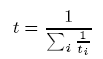 t = \frac{1}{\sum_i \frac{1}{t_i}}